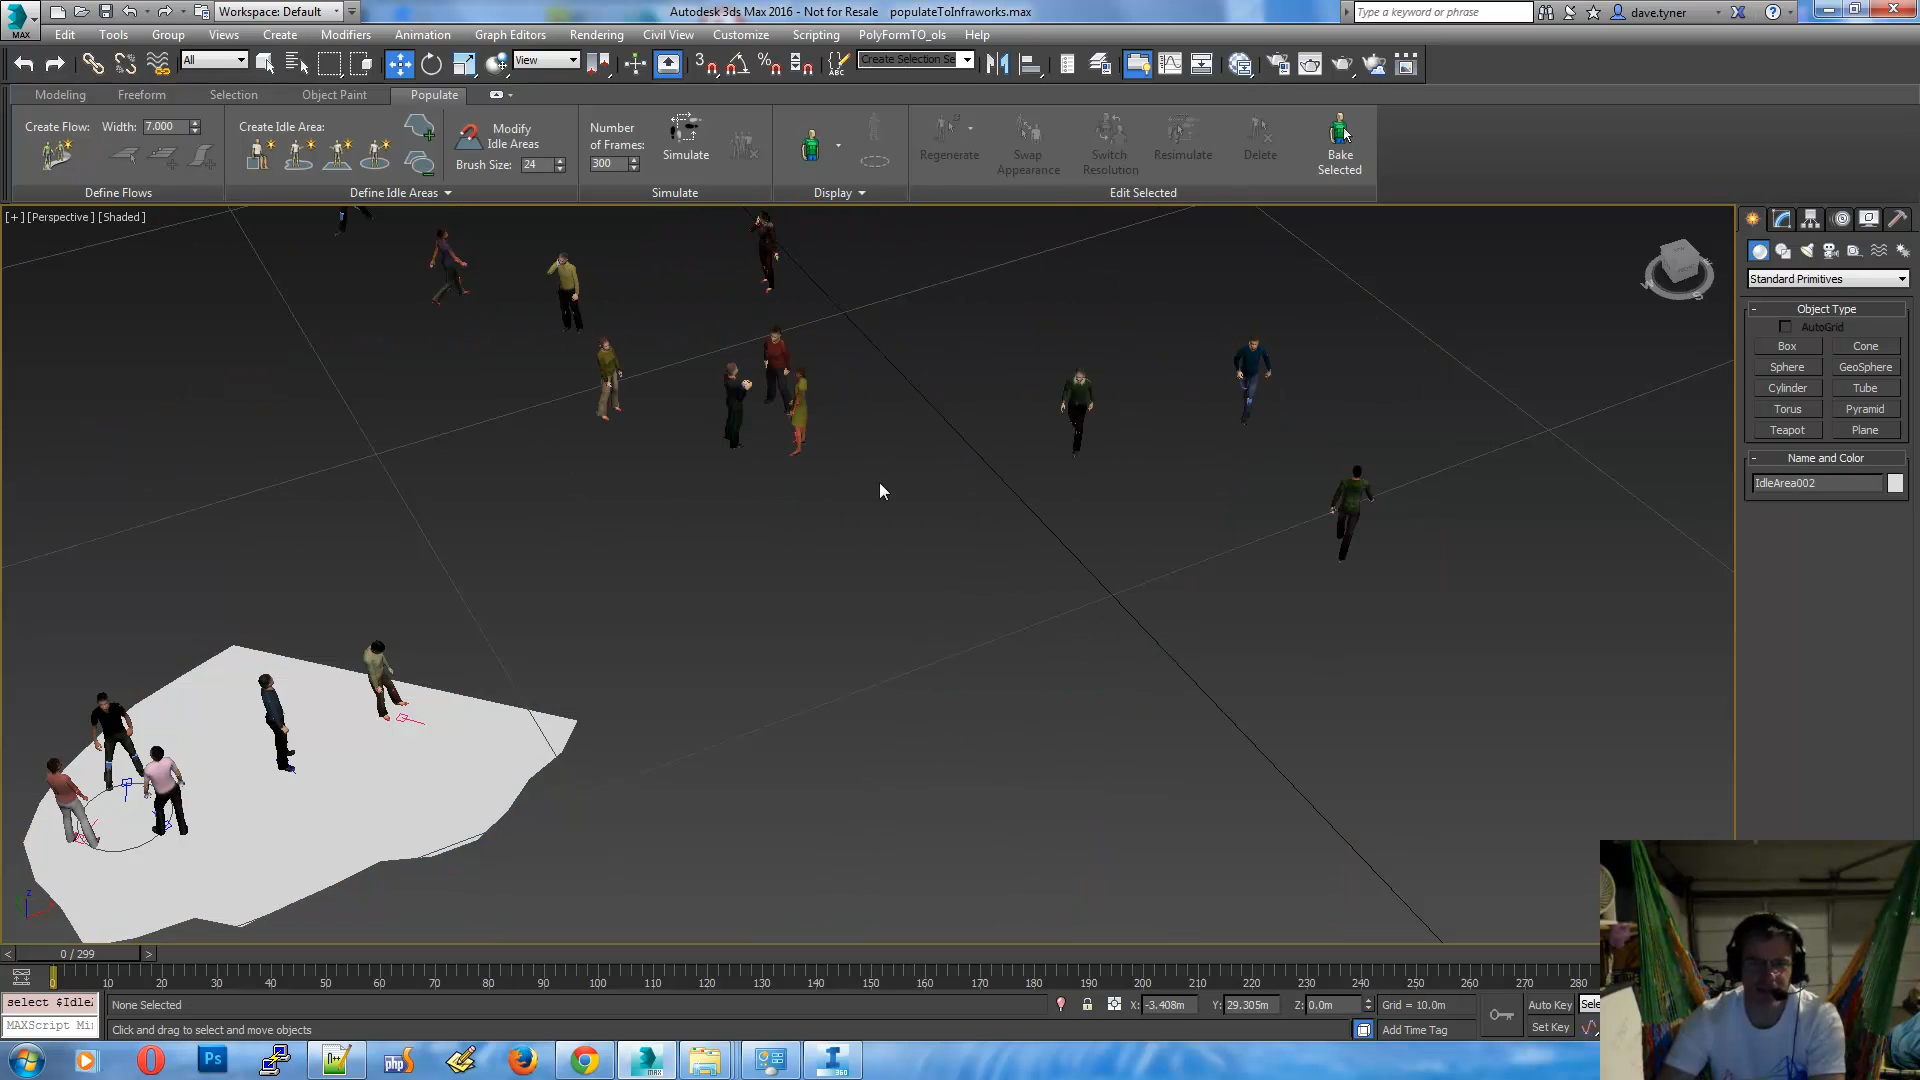 MAX
Workspace: Default
Autodesk 3ds Max 2016 - Not for Resale populateToInfraworks.max
Type a keyword or phrase
dave.tyner
Edit Tools Group Views Create Modifiers Animation Graph Editors Rendering Civil View Customize Scripting PolyFormTO_ols Help
All
View
3
ABC
Create Selection Se
Modeling Freeform Selection Object Paint Populate
Create Flow: Width: 7.000
Define Flows
Create Idle Area:
Modify
Idle Areas
Brush Size: 24
Define Idle Areas
Number
of Frames:
300
Simulate
Simulate
Display
Regenerate
Swap
Appearance
Switch
Resolution
Resimulate
Delete
Bake
Selected
Edit Selected
[+] [Perspective] [Shaded]
Standard Primitives
Object Type
AutoGrid
Box Cone
Sphere GeoSphere
Cylinder Tube
Torus Pyramid
Teapot Plane
Name and Color
IdleArea002
0 / 299
0 10 20 30 40 50 60 70 80 90 100 110 120 130 140 150 160 170 180 190 200 210 220 230 240 250 260 270 280
select $Idle
MAXScript Mi
None Selected
Click and drag to select and move objects
X: -3.408m Y: 29.305m Z: 0.0m Grid = 10.0m
Add Time Tag
Auto Key Sele
Set Key
Ps
php
MAX
360